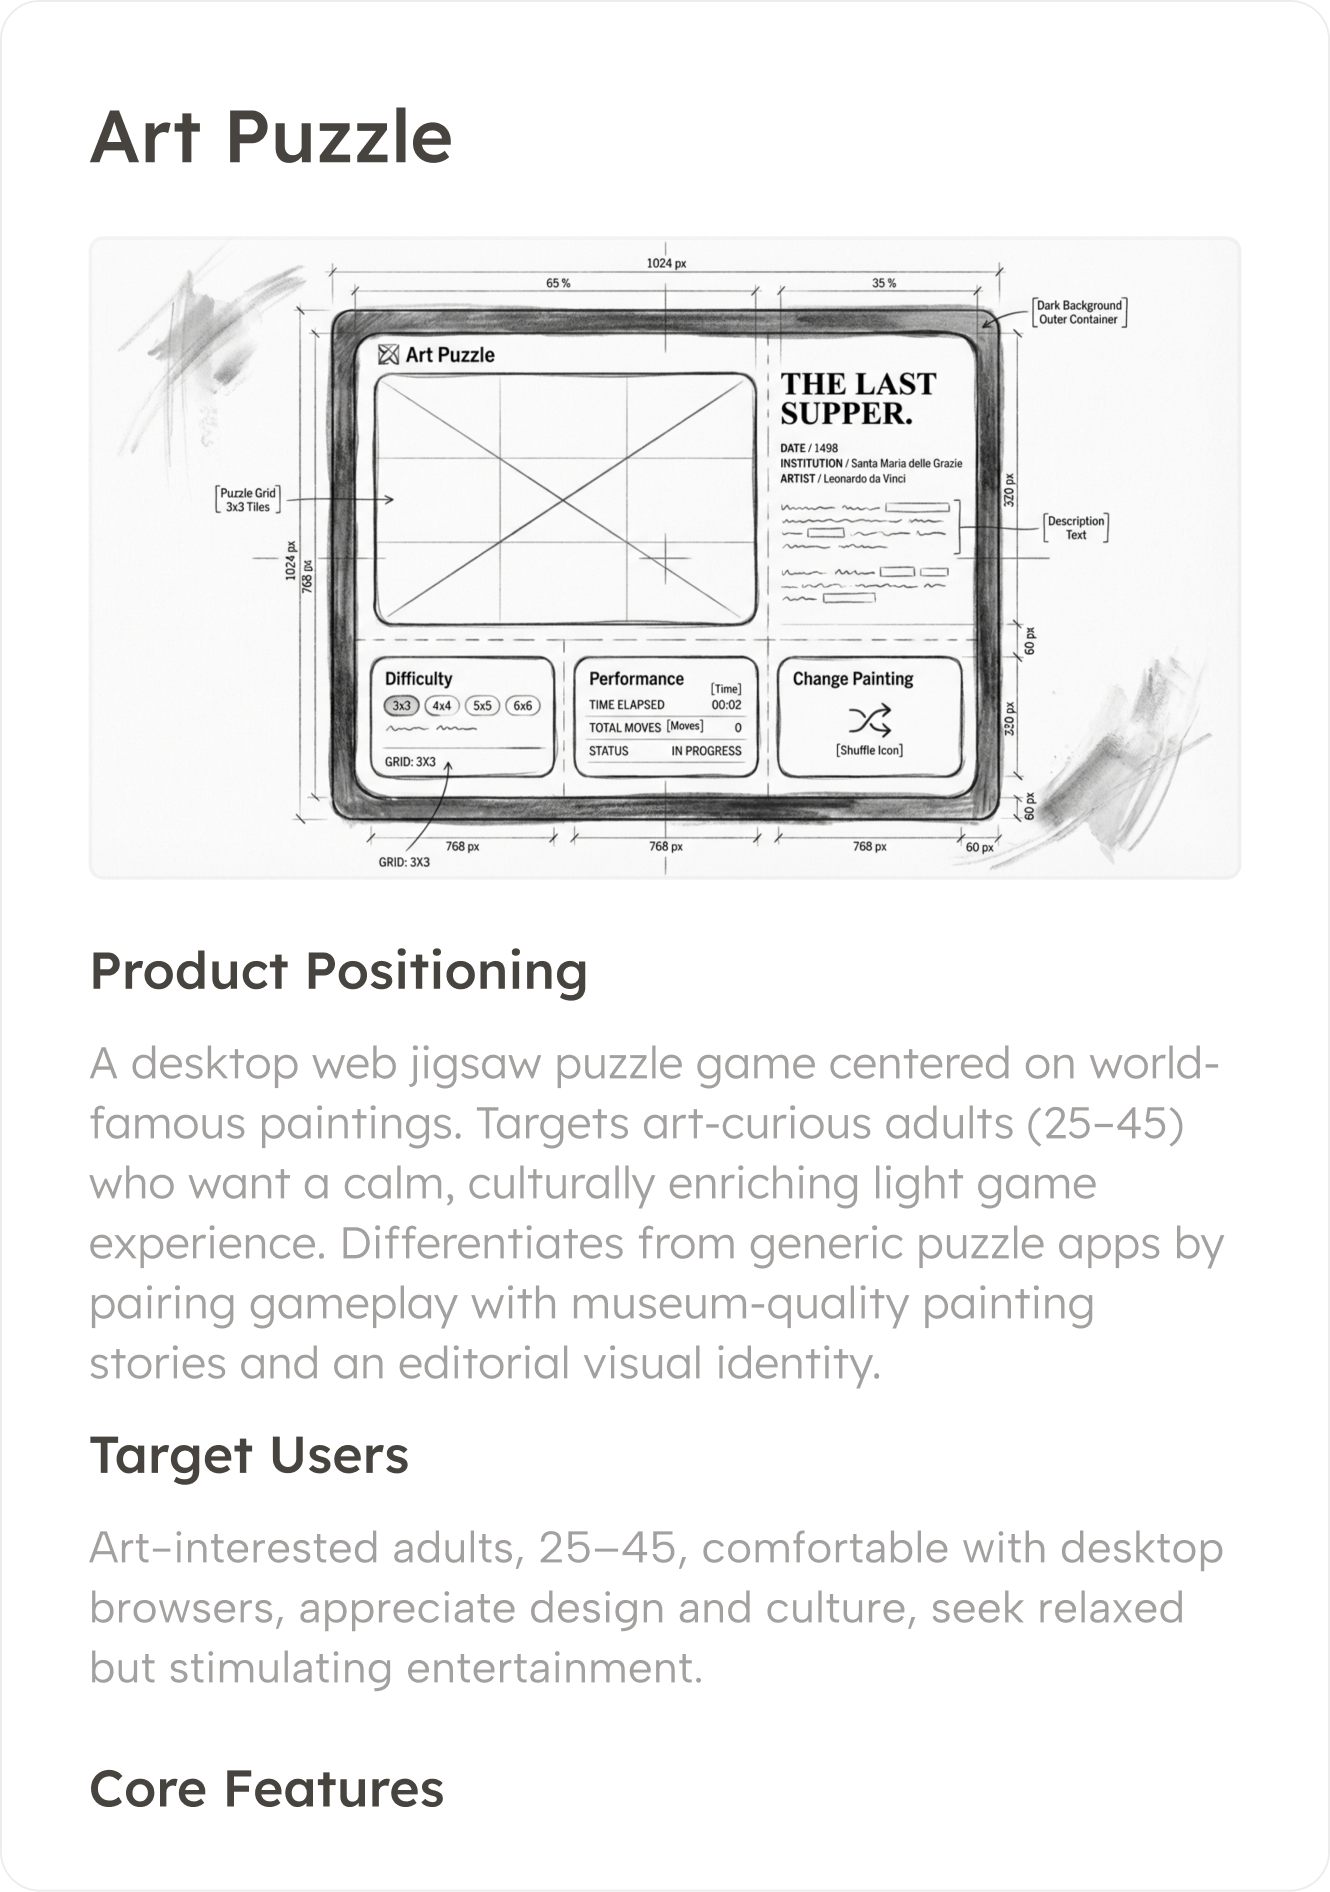 Art Puzzle
1024 px
65 %
35 %
[Dark Background
Outer Container]
Art Puzzle
THE LAST
SUPPER.
DATE / 1498
INSTITUTION / Santa Maria delle Grazie
ARTIST / Leonardo da Vinci
[Puzzle Grid
3x3 Tiles]
320 px
[Description
Text]
1024 px
768 px
60 px
Difficulty
3x3 4x4 5x5 6x6
GRID: 3X3
Performance
[Time]
TIME ELAPSED 00:02
TOTAL MOVES [Moves] 0
STATUS IN PROGRESS
Change Painting
[Shuffle Icon]
320 px
60 px
768 px
768 px
768 px
60 px
GRID: 3X3
Product Positioning
A desktop web jigsaw puzzle game centered on world-
famous paintings. Targets art-curious adults (25–45)
who want a calm, culturally enriching light game
experience. Differentiates from generic puzzle apps by
pairing gameplay with museum-quality painting
stories and an editorial visual identity.
Target Users
Art-interested adults, 25–45, comfortable with desktop
browsers, appreciate design and culture, seek relaxed
but stimulating entertainment.
Core Features